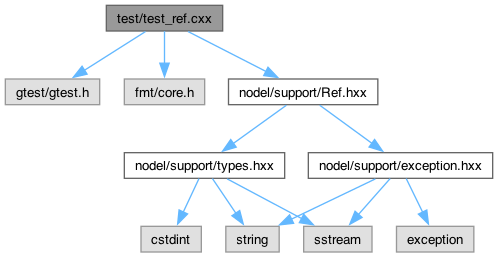 test/test_ref.cxx
gtest/gtest.h
fmt/core.h
nodel/support/Ref.hxx
nodel/support/types.hxx
nodel/support/exception.hxx
cstdint
string
sstream
exception